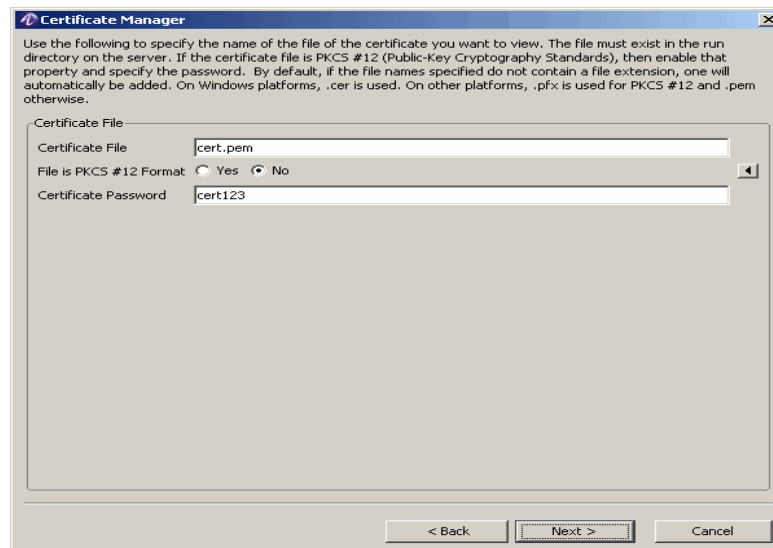 Certificate Manager
Use the following to specify the name of the file of the certificate you want to view. The file must exist in the run
directory on the server. If the certificate file is PKCS #12 (Public-Key Cryptography Standards), then enable that
property and specify the password. By default, if the file names specified do not contain a file extension, one will
automatically be added. On Windows platforms, .cer is used. On other platforms, .pfx is used for PKCS #12 and .pem
otherwise.
Certificate File
Certificate File cert.pem
File is PKCS #12 Format Yes No
Certificate Password cert123
< Back Next > Cancel